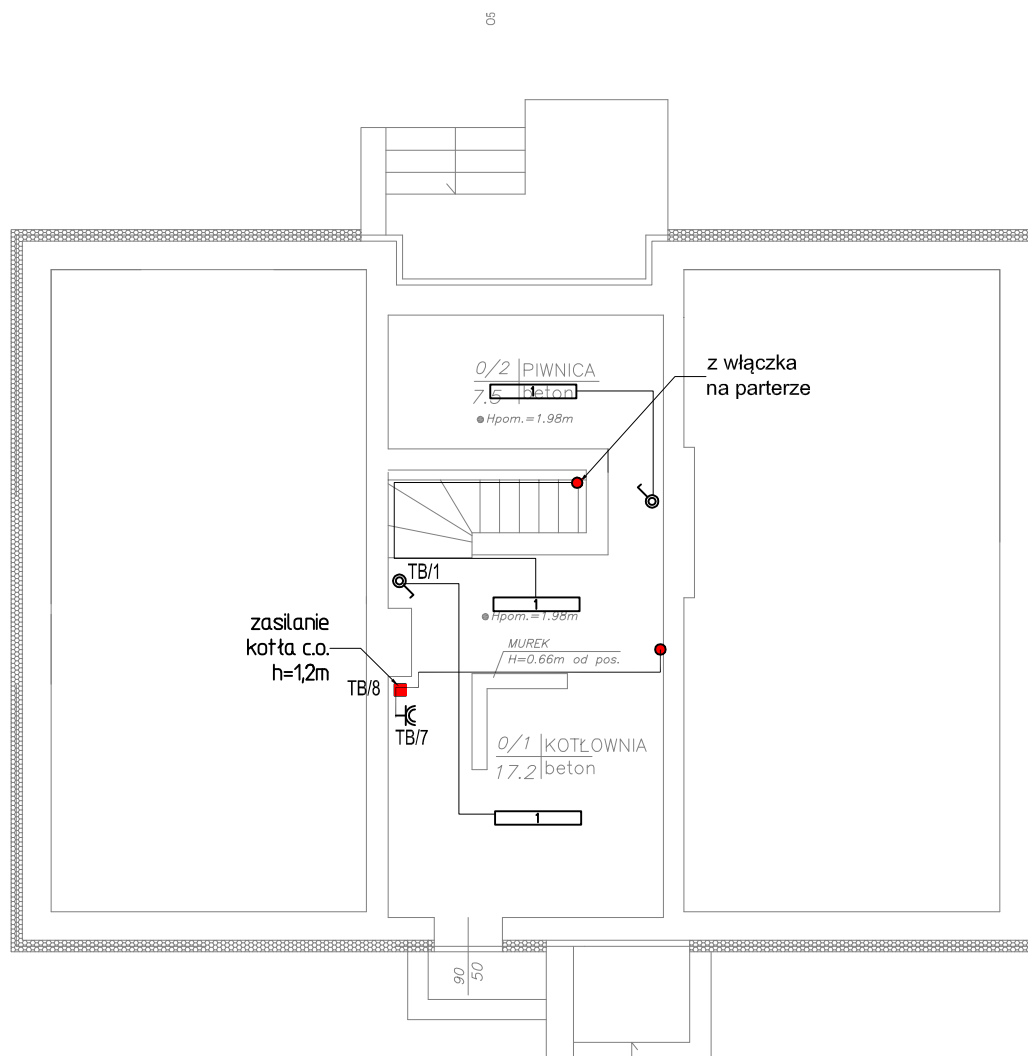 05
0/2 PIWNICA
7.5 beton
1
Hpom.=1.98m
z włączka
na parterze
TB/1
1
Hpom.=1.98m
zasilanie
kotła c.o.
h=1,2m
MUREK
H=0.66m od pos.
TB/8
TB/7
0/1 KOTŁOWNIA
17.2 beton
1
90
50